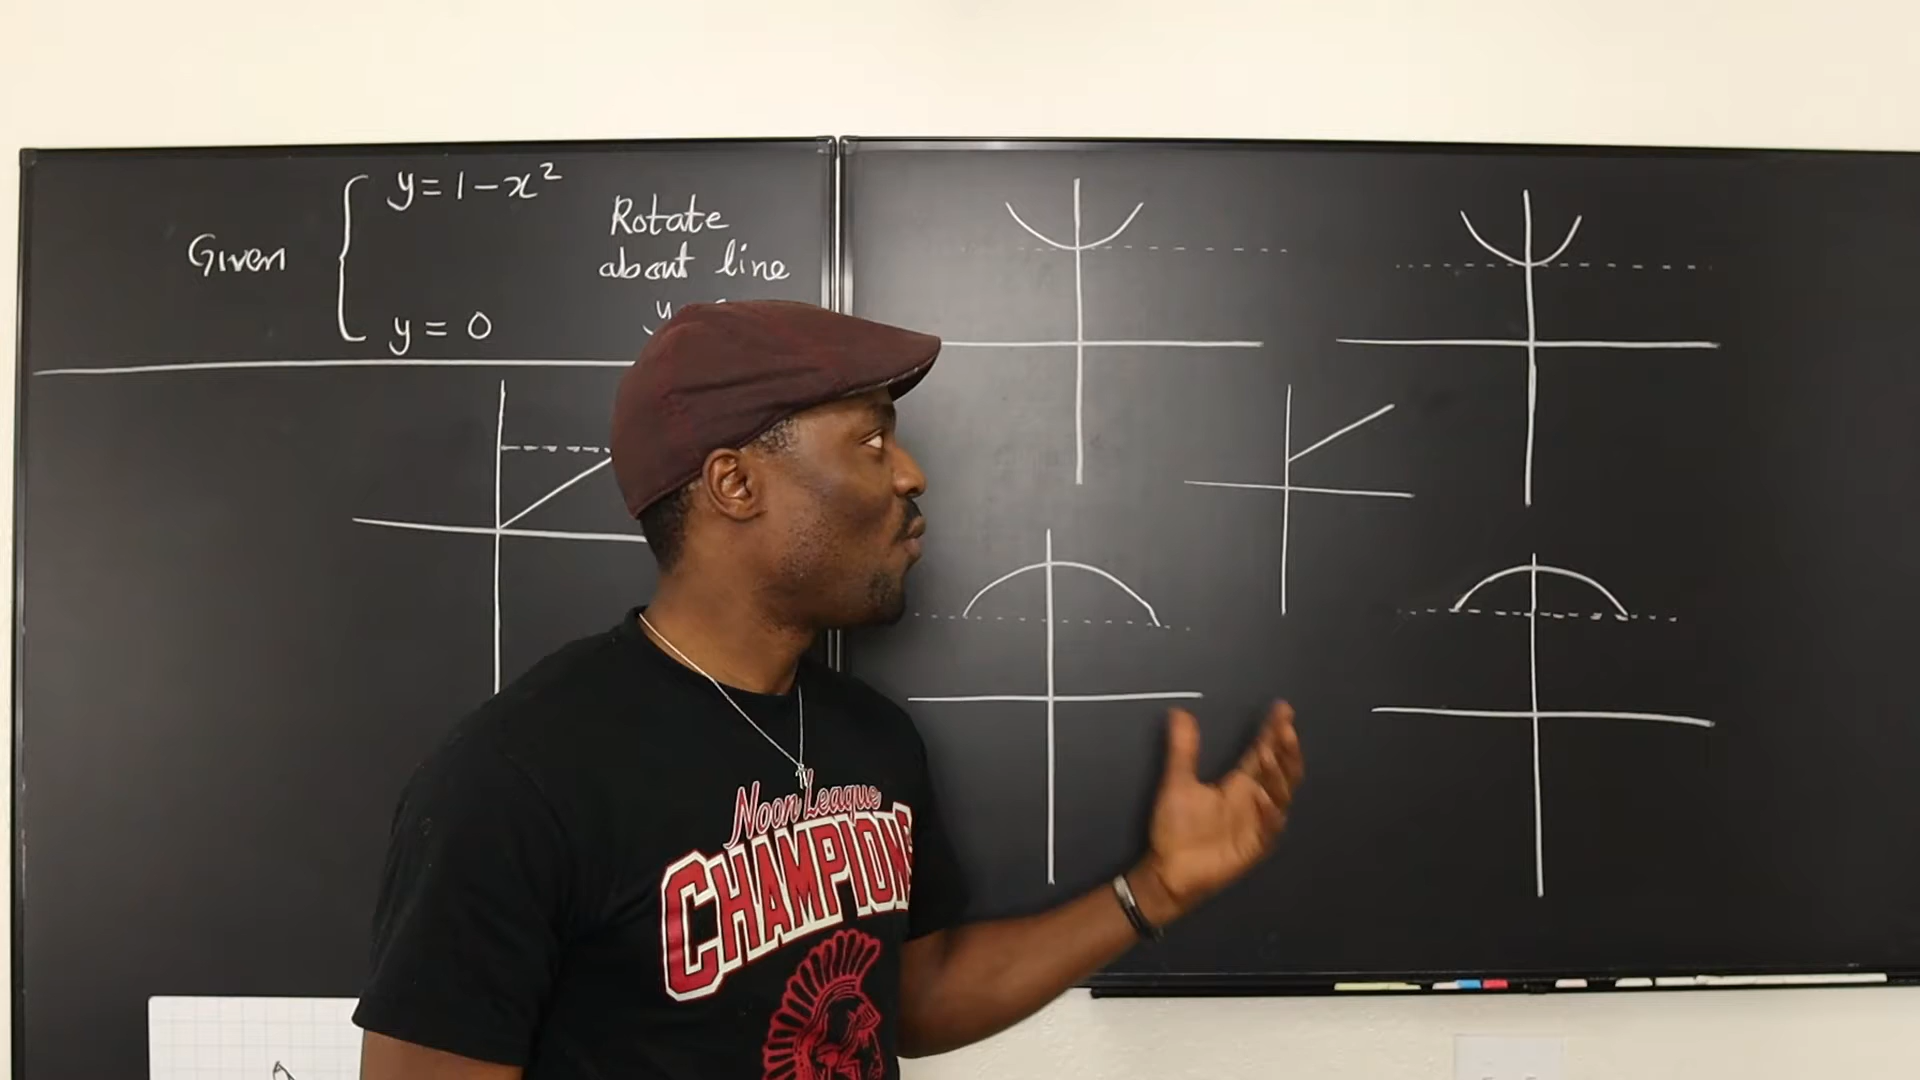 Given
y = 1 - x²
y = 0
Rotate
about line
y
Noon League
CHAMPIONS